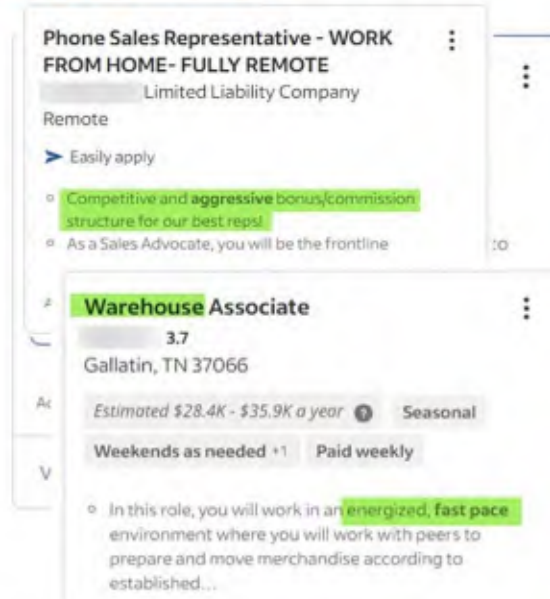 Phone Sales Representative - WORK
FROM HOME- FULLY REMOTE
Limited Liability Company
Remote
Easily apply
Competitive and aggressive bonus/commission
structure for our best reps!
As a Sales Advocate, you will be the frontline
to
Warehouse Associate
3.7
Gallatin, TN 37066
Estimated $28.4K - $35.9K a year ? Seasonal
Weekends as needed +1 Paid weekly
In this role, you will work in an energized, fast pace
environment where you will work with peers to
prepare and move merchandise according to
established...